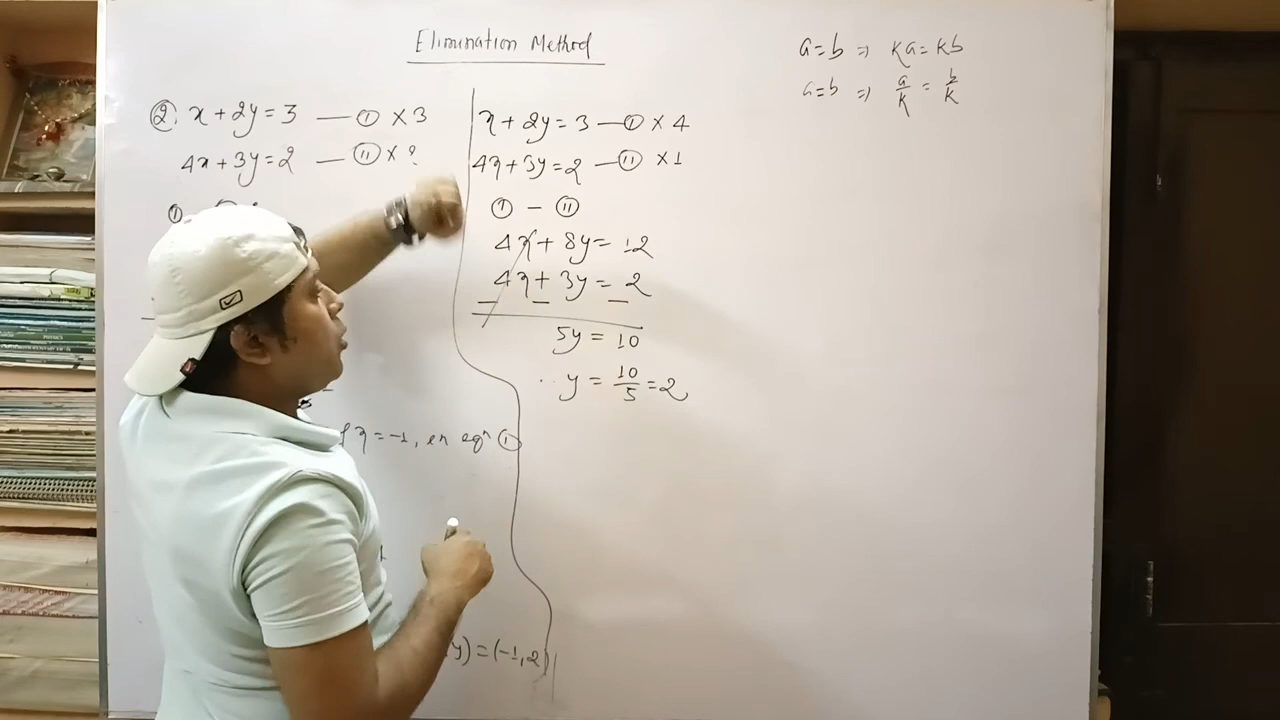 Elimination Method
② x + 2y = 3 — ① × 3
4x + 3y = 2 — ⑪ × 2
①
x = -1, in eqn ①
y) = (-1, 2)
x + 2y = 3 — ① × 4
4x + 3y = 2 — ⑪ × 1
① - ⑪
4x + 8y = 12
4x + 3y = 2
— — —
5y = 10
y = 10/5 = 2
a = b ⇒ ka = kb
a = b ⇒ a/k = b/k